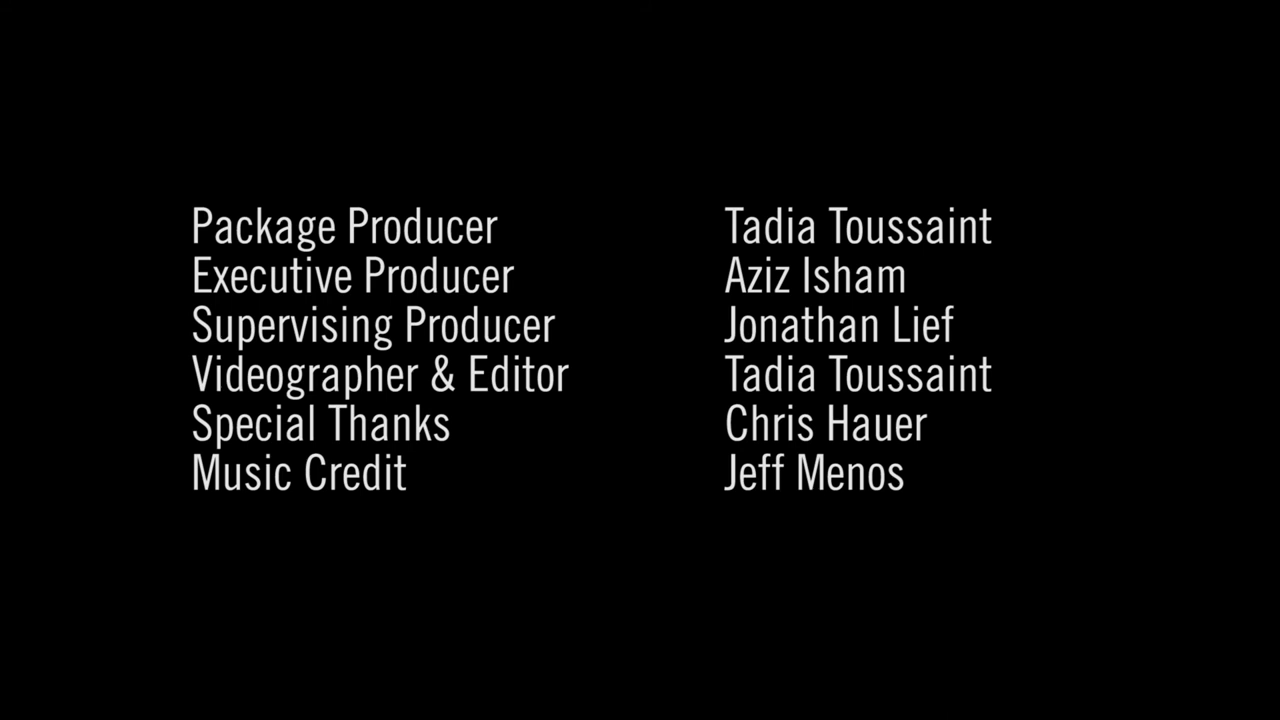 Package Producer Tadia Toussaint
Executive Producer Aziz Isham
Supervising Producer Jonathan Lief
Videographer & Editor Tadia Toussaint
Special Thanks Chris Hauer
Music Credit Jeff Menos